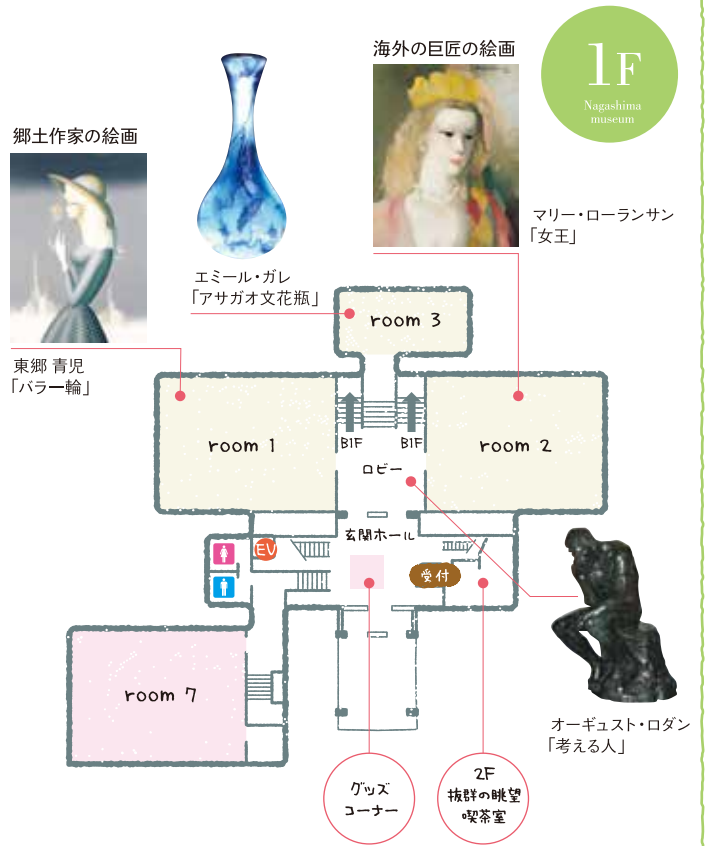 海外の巨匠の絵画
1F
Nagashima
museum
郷土作家の絵画
マリー・ローランサン
「女王」
エミール・ガレ
「アサガオ文花瓶」
room 3
東郷 青児
「バラ一輪」
room 1
B1F
B1F
room 2
ロビー
玄関ホール
EV
受付
room 7
オーギュスト・ロダン
「考える人」
グッズ
コーナー
2F
抜群の眺望
喫茶室